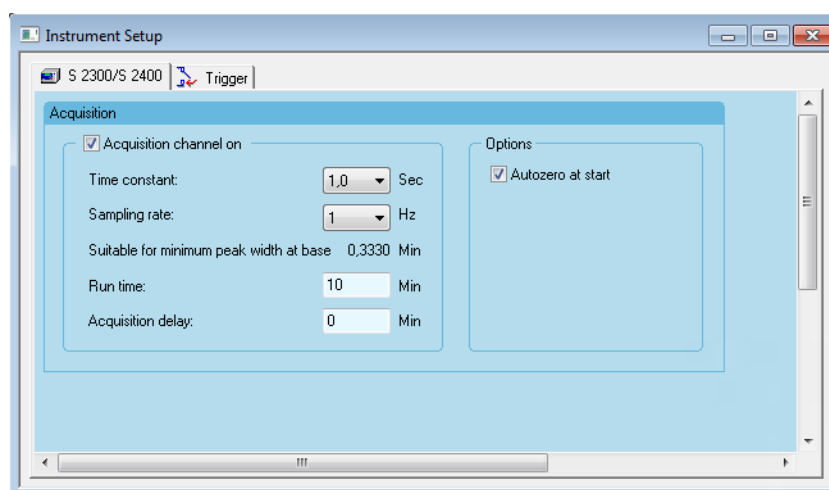 Instrument Setup
S 2300/S 2400 Trigger
Acquisition
Acquisition channel on
Time constant: 1,0 Sec
Sampling rate: 1 Hz
Suitable for minimum peak width at base 0,3330 Min
Run time: 10 Min
Acquisition delay: 0 Min
Options
Autozero at start